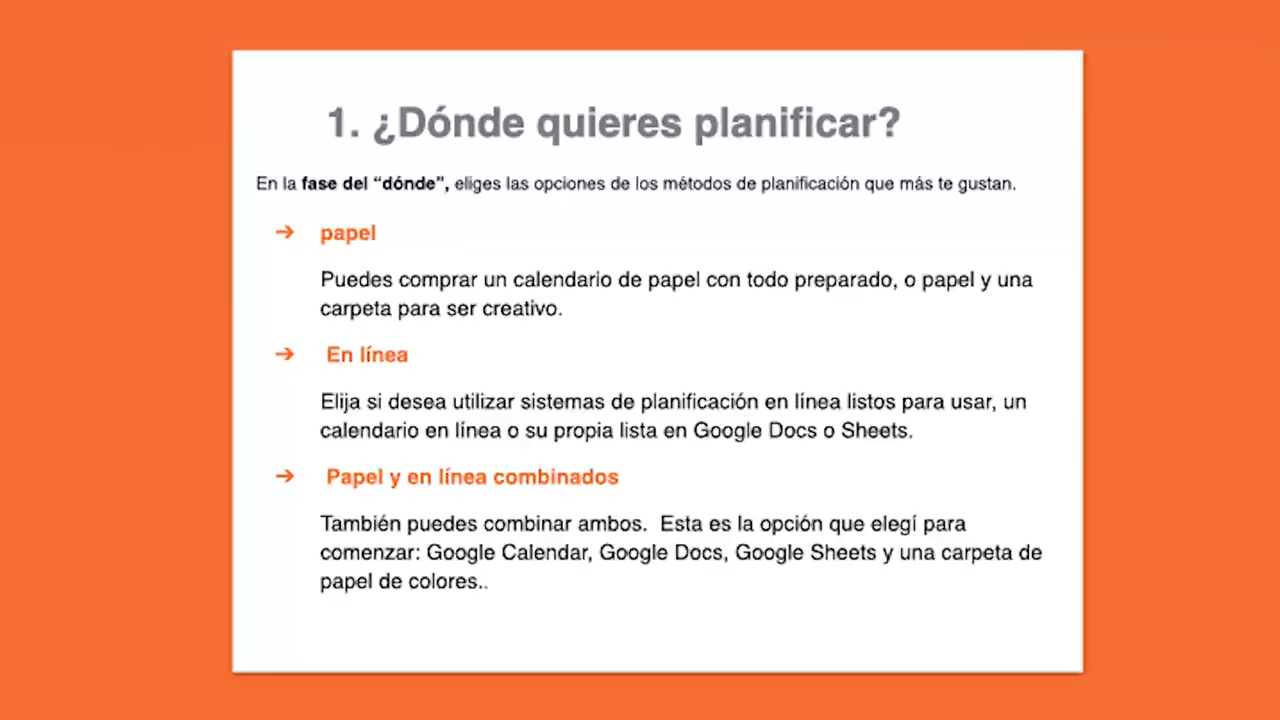 1. ¿Dónde quieres planificar?
En la fase del “dónde”, eliges las opciones de los métodos de planificación que más te gustan.
➔ papel
Puedes comprar un calendario de papel con todo preparado, o papel y una
carpeta para ser creativo.
➔ En línea
Elija si desea utilizar sistemas de planificación en línea listos para usar, un
calendario en línea o su propia lista en Google Docs o Sheets.
➔ Papel y en línea combinados
También puedes combinar ambos.  Esta es la opción que elegí para
comenzar: Google Calendar, Google Docs, Google Sheets y una carpeta de
papel de colores..